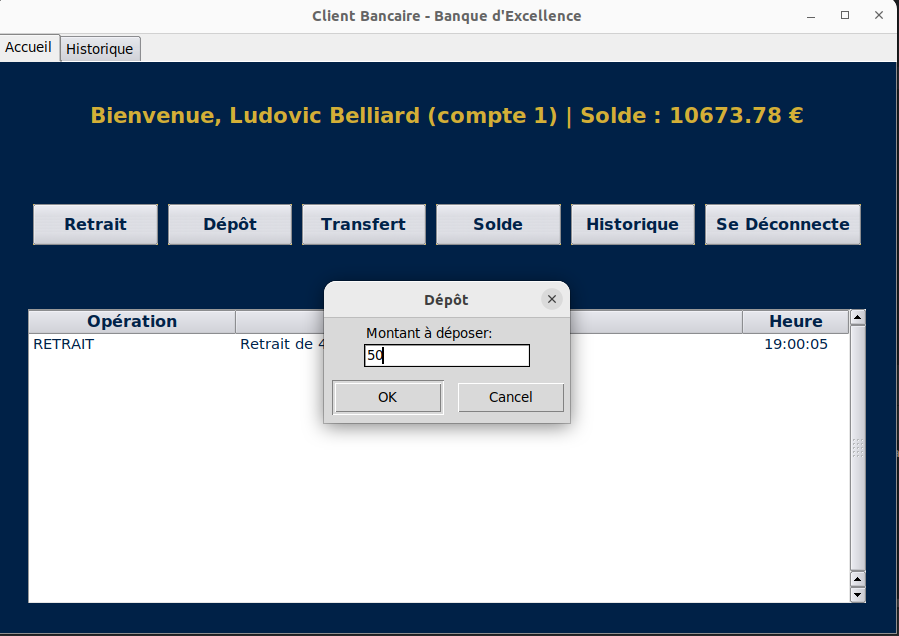 Client Bancaire - Banque d'Excellence
Accueil
Historique
Bienvenue, Ludovic Belliard (compte 1) | Solde : 10673.78 €
Retrait
Dépôt
Transfert
Solde
Historique
Se Déconnecte
Opération
Heure
RETRAIT
Retrait de 4
19:00:05
Dépôt
Montant à déposer:
50
OK
Cancel